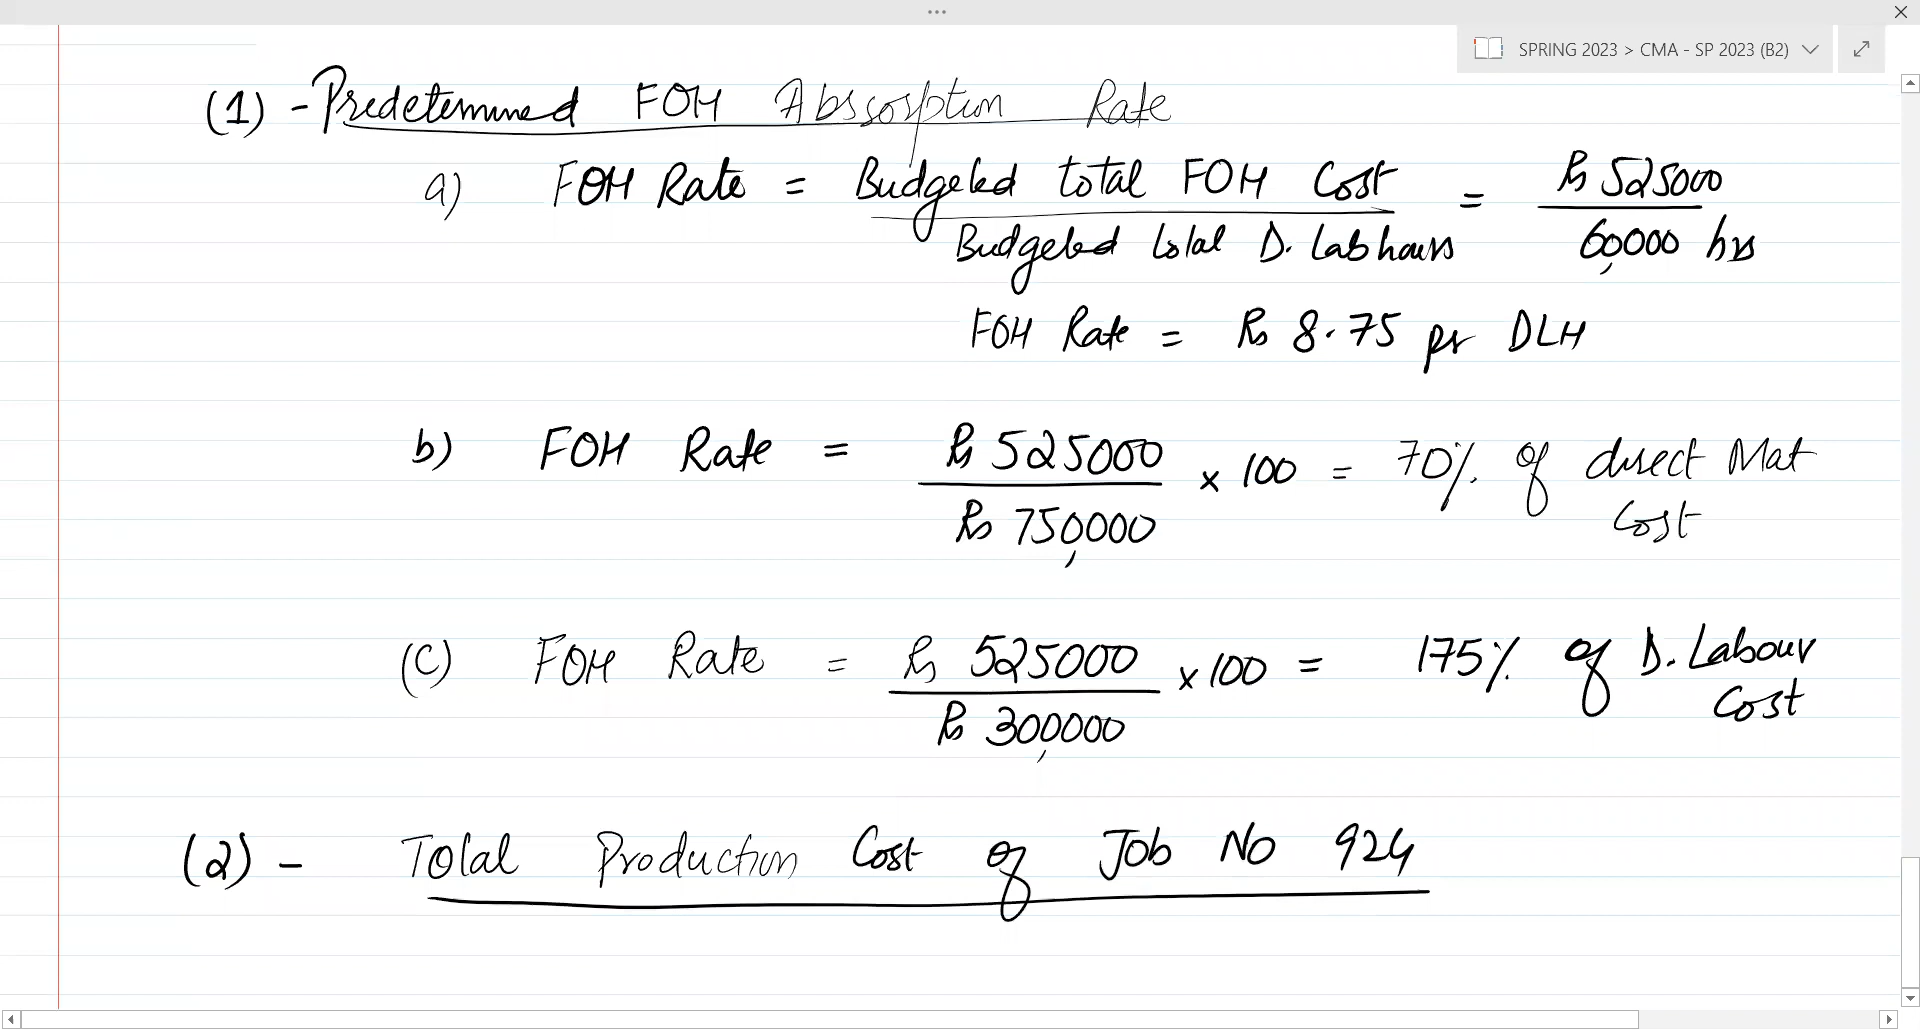 SPRING 2023 > CMA - SP 2023 (B2)
(1) - Predetermined FOH Abssorption Rate
a) FOH Rate = Budgeted total FOH Cost / Budgeted total D. Lab hours = Rs 525000 / 60,000 hrs
FOH Rate = Rs 8.75 per DLH
b) FOH Rate = Rs 525000 / Rs 750,000 x 100 = 70% of direct Mat
Cost
(C) FOH Rate = Rs 525000 / Rs 300,000 x 100 = 175% of D. Labour
Cost
(2) - Total Production Cost of Job No 924